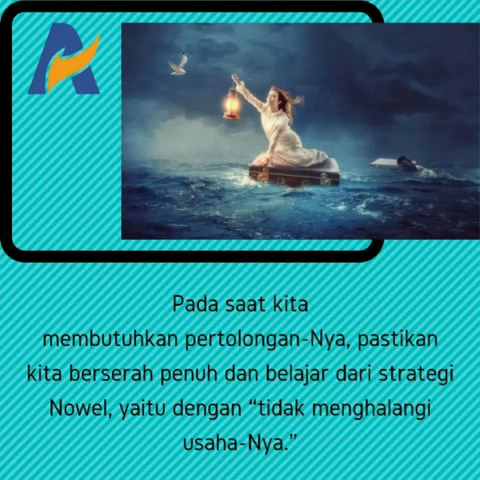 Pada saat kita
membutuhkan pertolongan-Nya, pastikan
kita berserah penuh dan belajar dari strategi
Nowel, yaitu dengan “tidak menghalangi
usaha-Nya.”